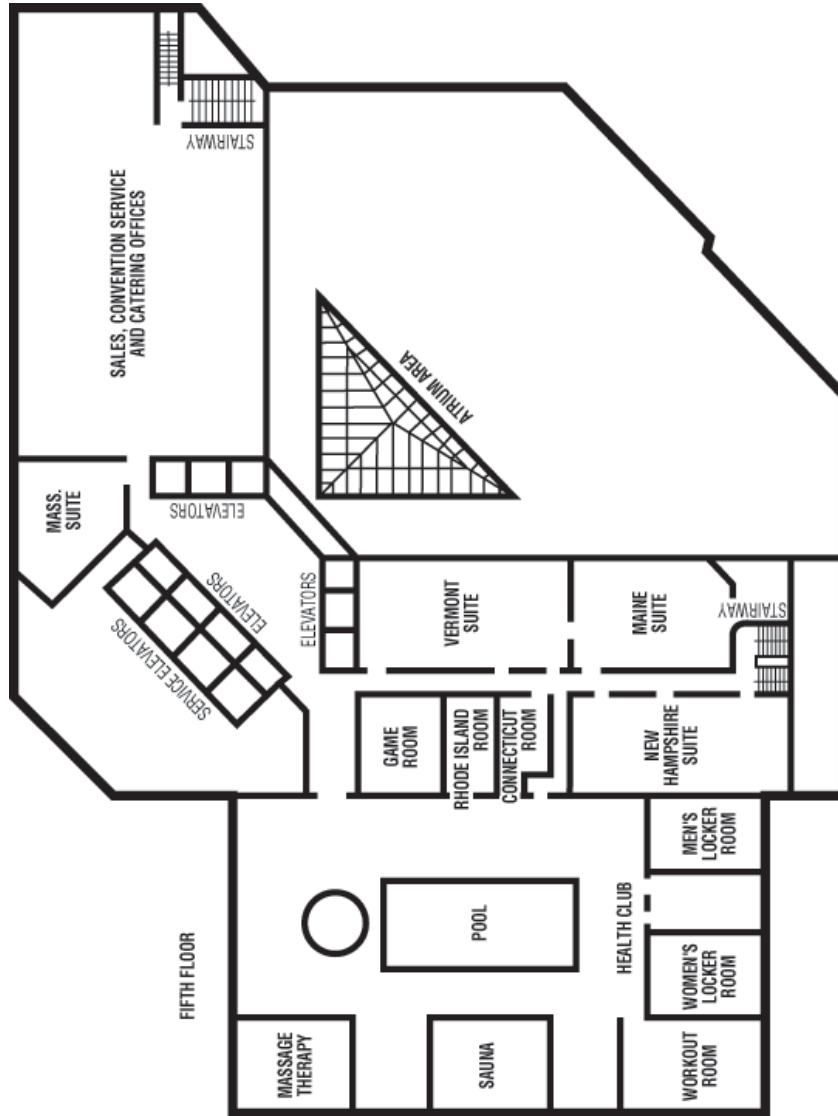 STAIRWAY
SALES, CONVENTION SERVICE
AND CATERING OFFICES
ATRIUM AREA
MASS.
SUITE
ELEVATORS
ELEVATORS
SERVICE ELEVATORS
ELEVATORS
VERMONT
SUITE
MAINE
SUITE
STAIRWAY
GAME
ROOM
RHODE ISLAND
ROOM
CONNECTICUT
ROOM
NEW
HAMPSHIRE
SUITE
MEN'S
LOCKER
ROOM
POOL
HEALTH CLUB
FIFTH FLOOR
WOMEN'S
LOCKER
ROOM
MASSAGE
THERAPY
SAUNA
WORKOUT
ROOM